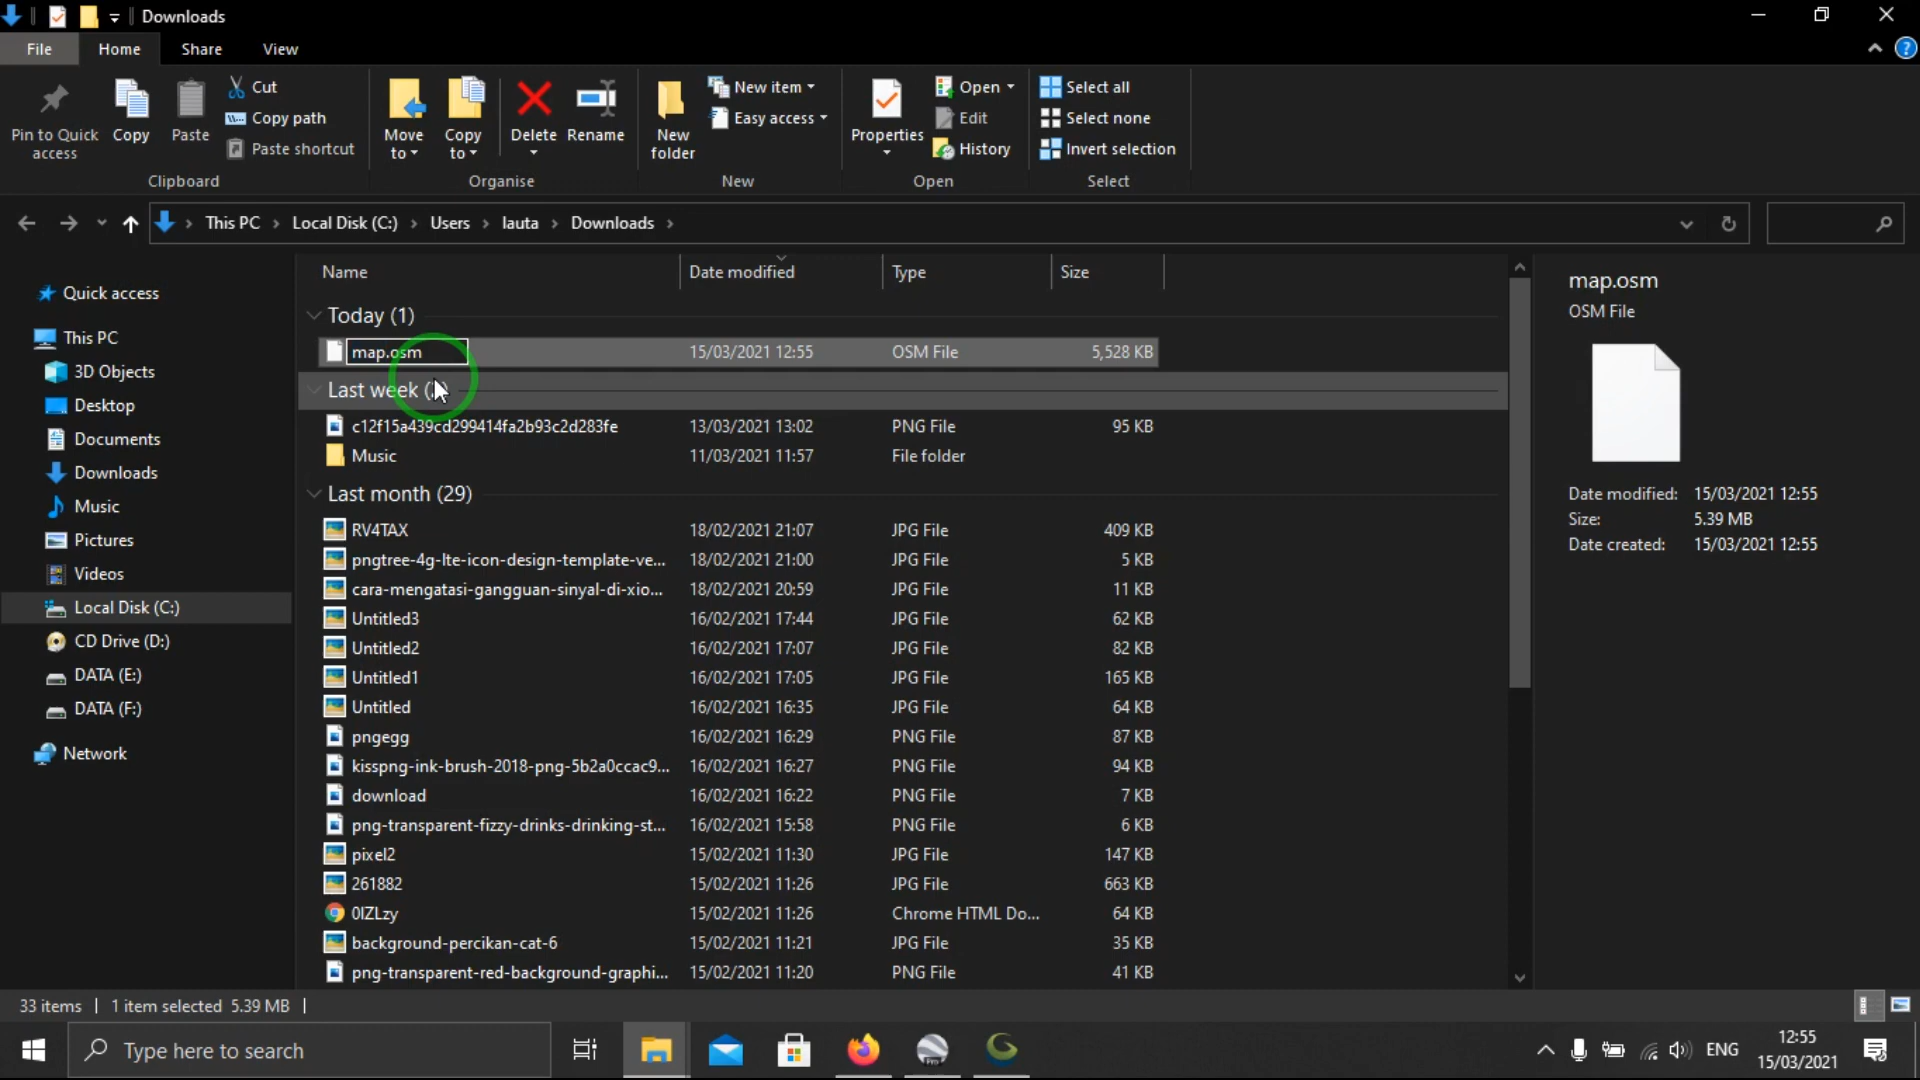 Downloads
File Home Share View
Pin to Quick access
Copy
Paste
Cut
Copy path
Paste shortcut
Clipboard
Move to
Copy to
Delete
Rename
Organise
New folder
New item
Easy access
New
Properties
Open
Edit
History
Open
Select all
Select none
Invert selection
Select
This PC > Local Disk (C:) > Users > lauta > Downloads >
Quick access
This PC
3D Objects
Desktop
Documents
Downloads
Music
Pictures
Videos
Local Disk (C:)
CD Drive (D:)
DATA (E:)
DATA (F:)
Network
Name Date modified Type Size
Today (1)
map.osm 15/03/2021 12:55 OSM File 5,528 KB
Last week
c12f15a439cd299414fa2b93c2d283fe 13/03/2021 13:02 PNG File 95 KB
Music 11/03/2021 11:57 File folder
Last month (29)
RV4TAX 18/02/2021 21:07 JPG File 409 KB
pngtree-4g-lte-icon-design-template-ve... 18/02/2021 21:00 JPG File 5 KB
cara-mengatasi-gangguan-sinyal-di-xio... 18/02/2021 20:59 JPG File 11 KB
Untitled3 16/02/2021 17:44 JPG File 62 KB
Untitled2 16/02/2021 17:07 JPG File 82 KB
Untitled1 16/02/2021 17:05 JPG File 165 KB
Untitled 16/02/2021 16:35 JPG File 64 KB
pngegg 16/02/2021 16:29 PNG File 87 KB
kisspng-ink-brush-2018-png-5b2a0ccac9... 16/02/2021 16:27 PNG File 94 KB
download 16/02/2021 16:22 PNG File 7 KB
png-transparent-fizzy-drinks-drinking-st... 16/02/2021 15:58 PNG File 6 KB
pixel2 15/02/2021 11:30 JPG File 147 KB
261882 15/02/2021 11:26 JPG File 663 KB
0IZLzy 15/02/2021 11:26 Chrome HTML Do... 64 KB
background-percikan-cat-6 15/02/2021 11:21 JPG File 35 KB
png-transparent-red-background-graphi... 15/02/2021 11:20 PNG File 41 KB
map.osm
OSM File
Date modified: 15/03/2021 12:55
Size: 5.39 MB
Date created: 15/03/2021 12:55
33 items | 1 item selected 5.39 MB |
Type here to search
Pro
ENG
12:55
15/03/2021